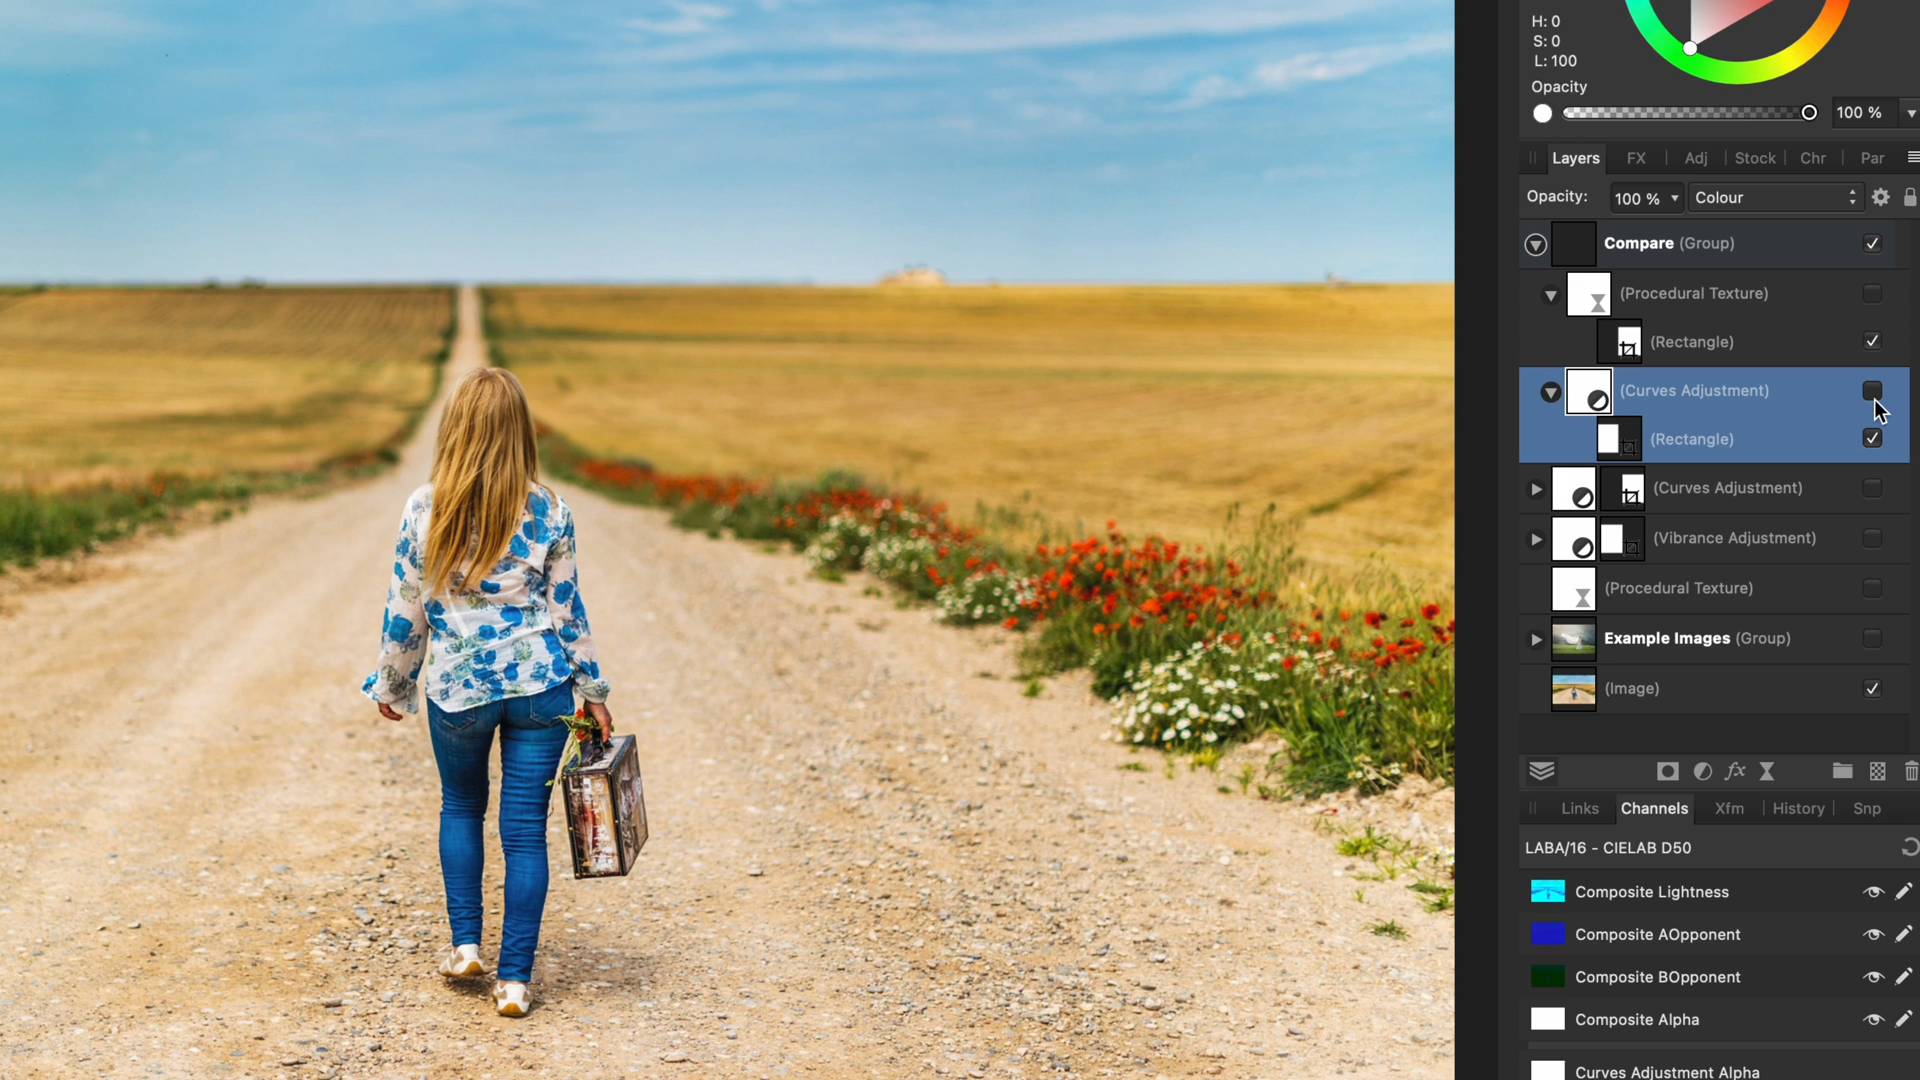 H: 0
S: 0
L: 100
Opacity
100 %
Layers FX Adj Stock Chr Par
Opacity: 100 % Colour
Compare (Group)
(Procedural Texture)
(Rectangle)
(Curves Adjustment)
(Rectangle)
(Curves Adjustment)
(Vibrance Adjustment)
(Procedural Texture)
Example Images (Group)
(Image)
fx
Links Channels Xfm History Snp
LABA/16 - CIELAB D50
Composite Lightness
Composite AOpponent
Composite BOpponent
Composite Alpha
Curves Adjustment Alpha